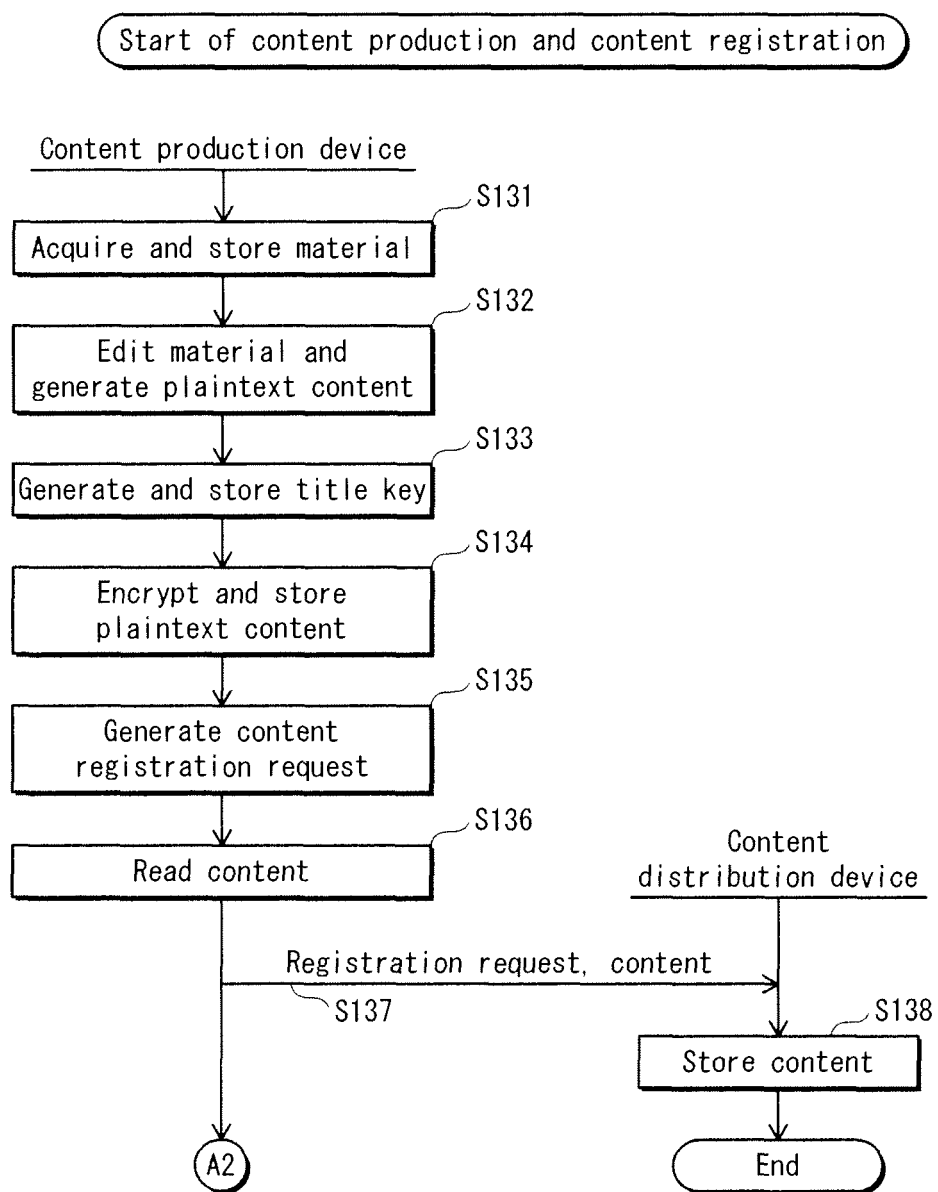 Start of content production and content registration
Content production device
S131
Acquire and store material
S132
Edit material and
generate plaintext content
S133
Generate and store title key
S134
Encrypt and store
plaintext content
S135
Generate content
registration request
S136
Read content
Content
distribution device
Registration request, content
S137
S138
Store content
A2
End